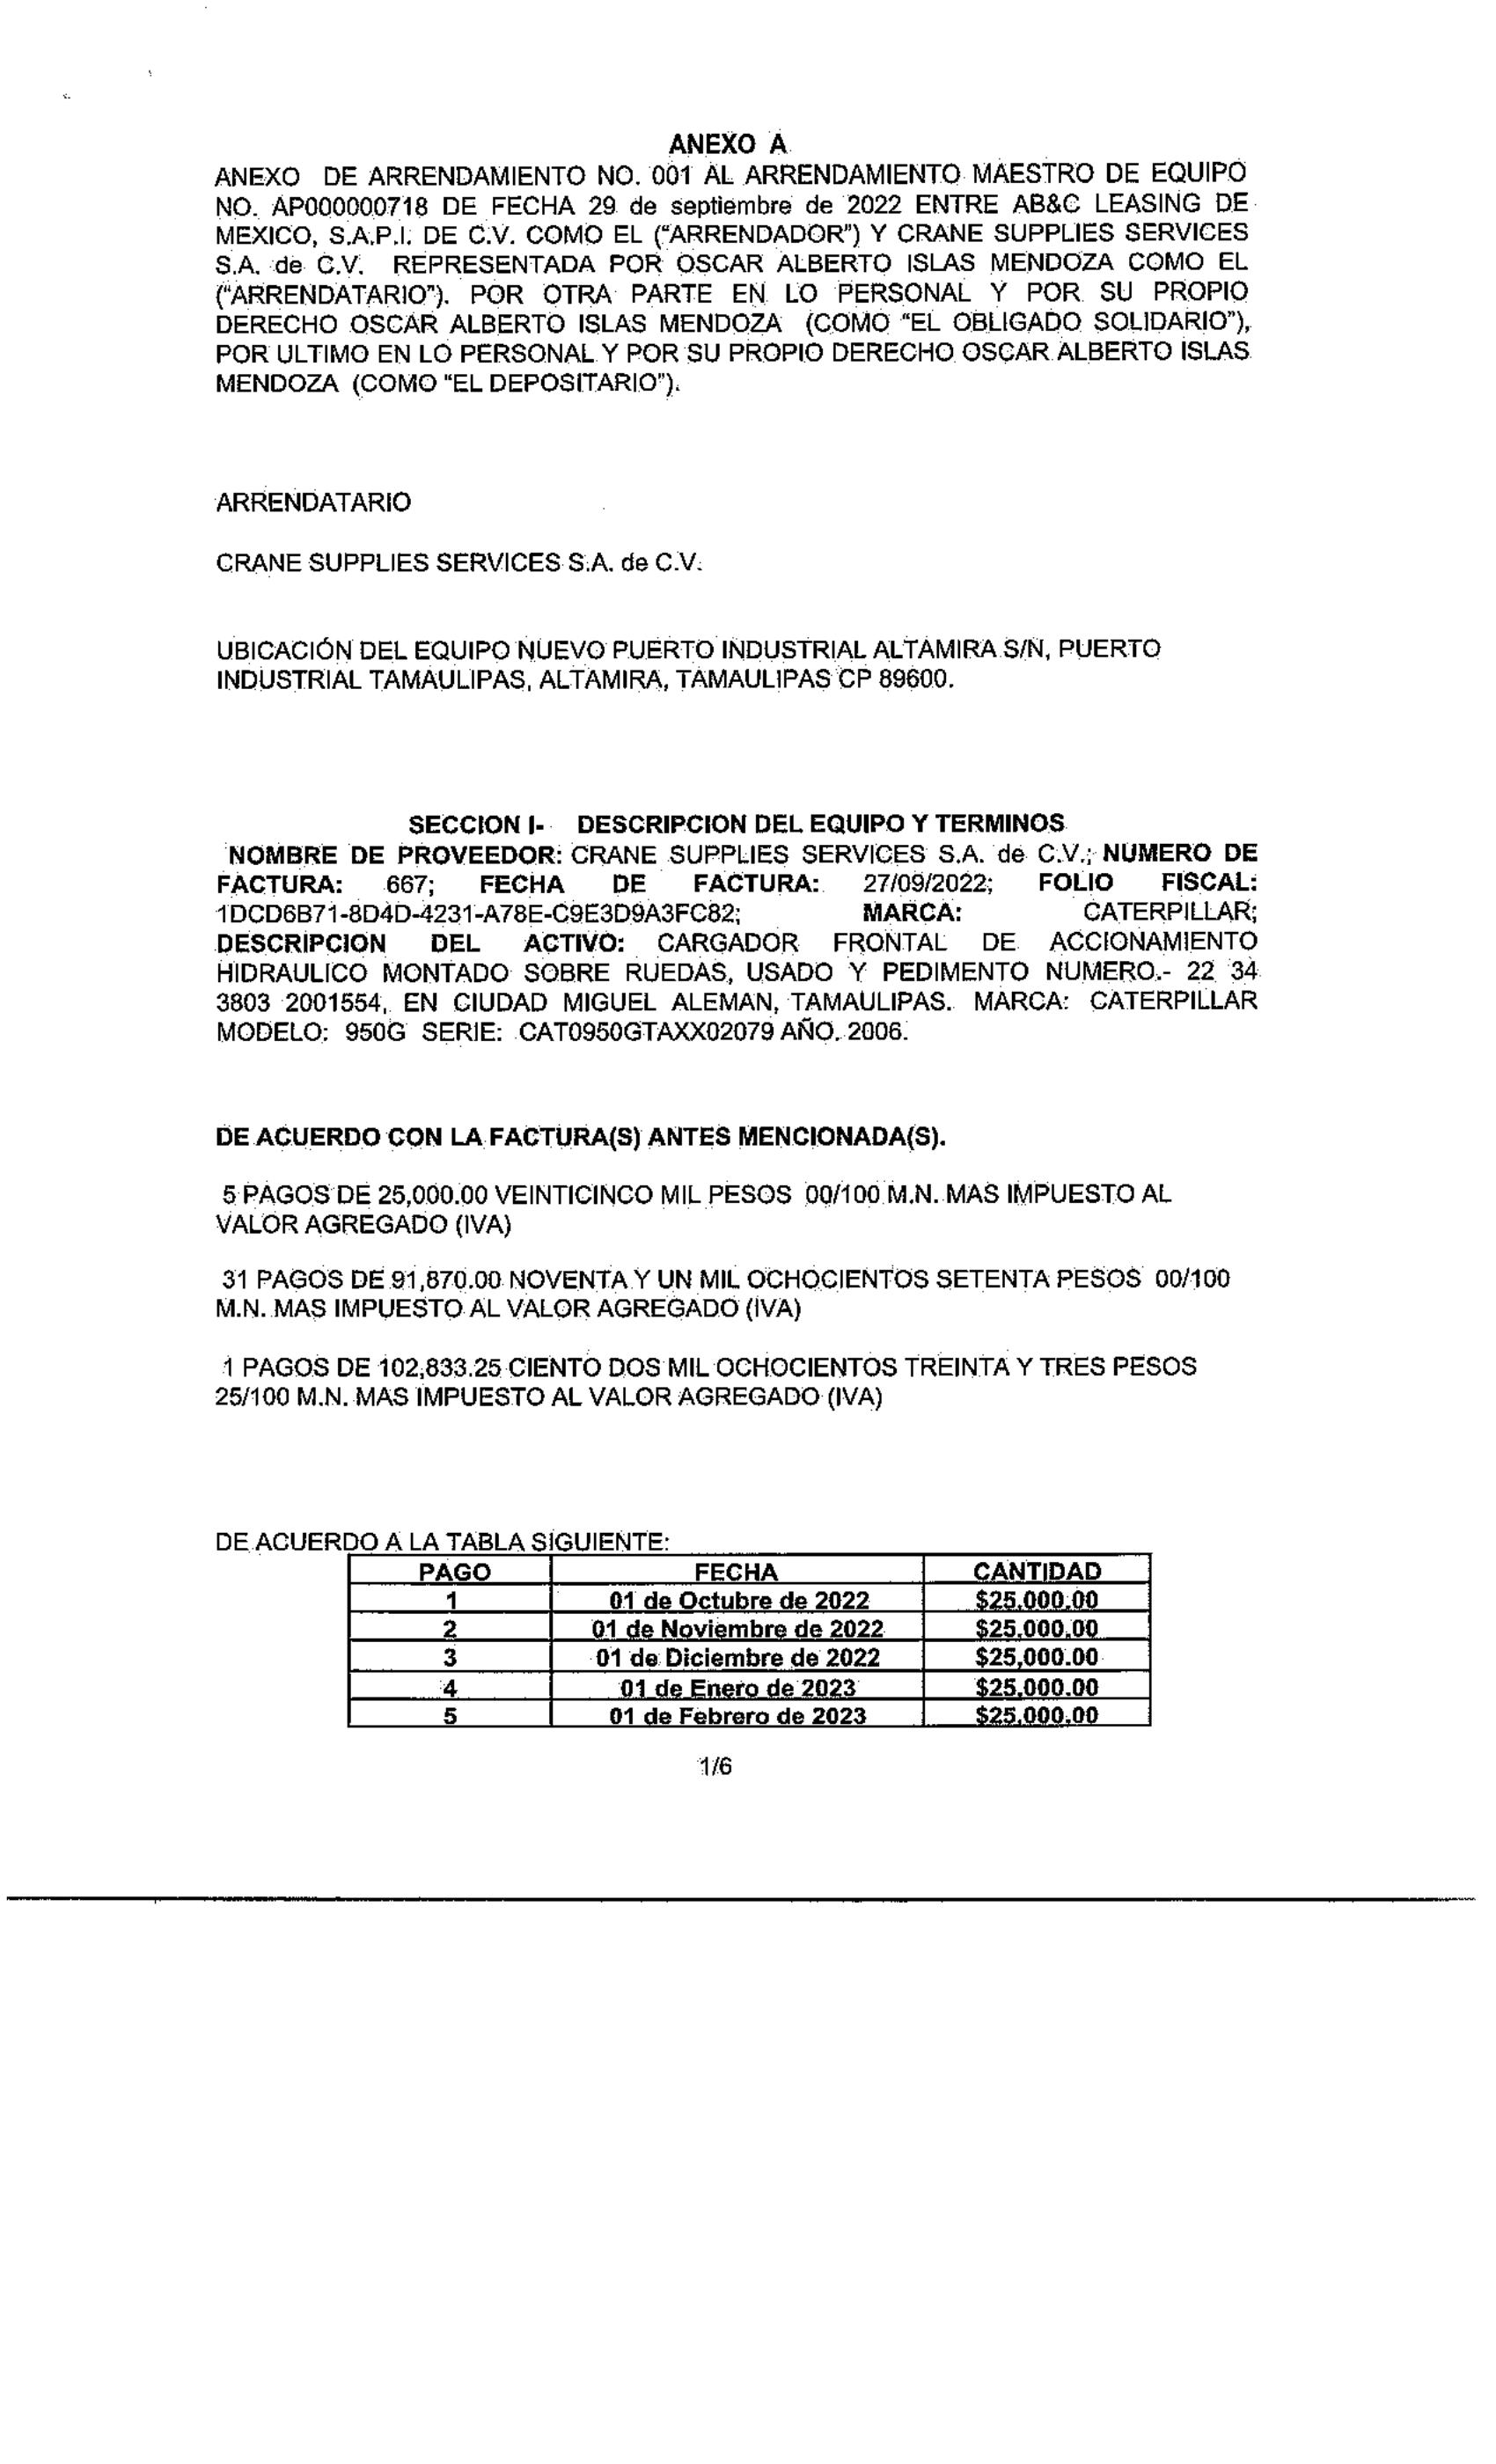 ANEXO A
ANEXO DE ARRENDAMIENTO NO. 001 AL ARRENDAMIENTO MAESTRO DE EQUIPO
NO. AP000000718 DE FECHA 29 de septiembre de 2022 ENTRE AB&C LEASING DE
MEXICO, S.A.P.I. DE C.V. COMO EL ("ARRENDADOR") Y CRANE SUPPLIES SERVICES
S.A. de C.V. REPRESENTADA POR OSCAR ALBERTO ISLAS MENDOZA COMO EL
("ARRENDATARIO"). POR OTRA PARTE EN LO PERSONAL Y POR SU PROPIO
DERECHO OSCAR ALBERTO ISLAS MENDOZA (COMO "EL OBLIGADO SOLIDARIO"),
POR ULTIMO EN LO PERSONAL Y POR SU PROPIO DERECHO OSCAR ALBERTO ISLAS
MENDOZA (COMO "EL DEPOSITARIO").
ARRENDATARIO
CRANE SUPPLIES SERVICES S.A. de C.V.
UBICACIÓN DEL EQUIPO NUEVO PUERTO INDUSTRIAL ALTAMIRA S/N, PUERTO
INDUSTRIAL TAMAULIPAS, ALTAMIRA, TAMAULIPAS CP 89600.
SECCION I- DESCRIPCION DEL EQUIPO Y TERMINOS
NOMBRE DE PROVEEDOR: CRANE SUPPLIES SERVICES S.A. de C.V.; NUMERO DE
FACTURA: 667; FECHA DE FACTURA: 27/09/2022; FOLIO FISCAL:
1DCD6B71-8D4D-4231-A78E-C9E3D9A3FC82; MARCA: CATERPILLAR;
DESCRIPCION DEL ACTIVO: CARGADOR FRONTAL DE ACCIONAMIENTO
HIDRAULICO MONTADO SOBRE RUEDAS, USADO Y PEDIMENTO NUMERO.- 22 34
3803 2001554, EN CIUDAD MIGUEL ALEMAN, TAMAULIPAS. MARCA: CATERPILLAR
MODELO: 950G SERIE: CAT0950GTAXX02079 AÑO. 2006.
DE ACUERDO CON LA FACTURA(S) ANTES MENCIONADA(S).
5 PAGOS DE 25,000.00 VEINTICINCO MIL PESOS 00/100 M.N. MAS IMPUESTO AL
VALOR AGREGADO (IVA)
31 PAGOS DE 91,870.00 NOVENTA Y UN MIL OCHOCIENTOS SETENTA PESOS 00/100
M.N. MAS IMPUESTO AL VALOR AGREGADO (IVA)
1 PAGOS DE 102,833.25 CIENTO DOS MIL OCHOCIENTOS TREINTA Y TRES PESOS
25/100 M.N. MAS IMPUESTO AL VALOR AGREGADO (IVA)
DE ACUERDO A LA TABLA SIGUIENTE:
PAGO FECHA CANTIDAD
1 01 de Octubre de 2022 $25,000.00
2 01 de Noviembre de 2022 $25,000.00
3 01 de Diciembre de 2022 $25,000.00
4 01 de Enero de 2023 $25,000.00
5 01 de Febrero de 2023 $25,000.00
1/6